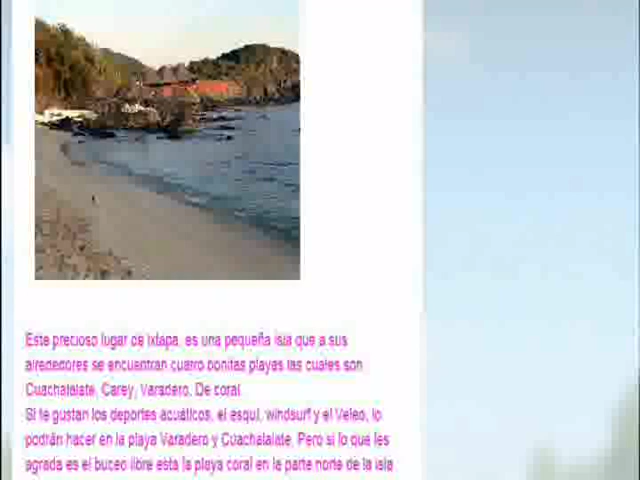 Este precioso lugar de Ixtapa, es una pequeña isla que a sus
alrededores se encuentran cuatro bonitas playas las cuales son
Cuachalalate, Carey, Varadero, De coral
Si te gustan los deportes acuáticos, el esquí, windsurf y el Veleo, lo
podrán hacer en la playa Varadero y Cuachalalate. Pero si lo que les
agrada es el buceo libre esta la playa coral en la parte norte de la isla